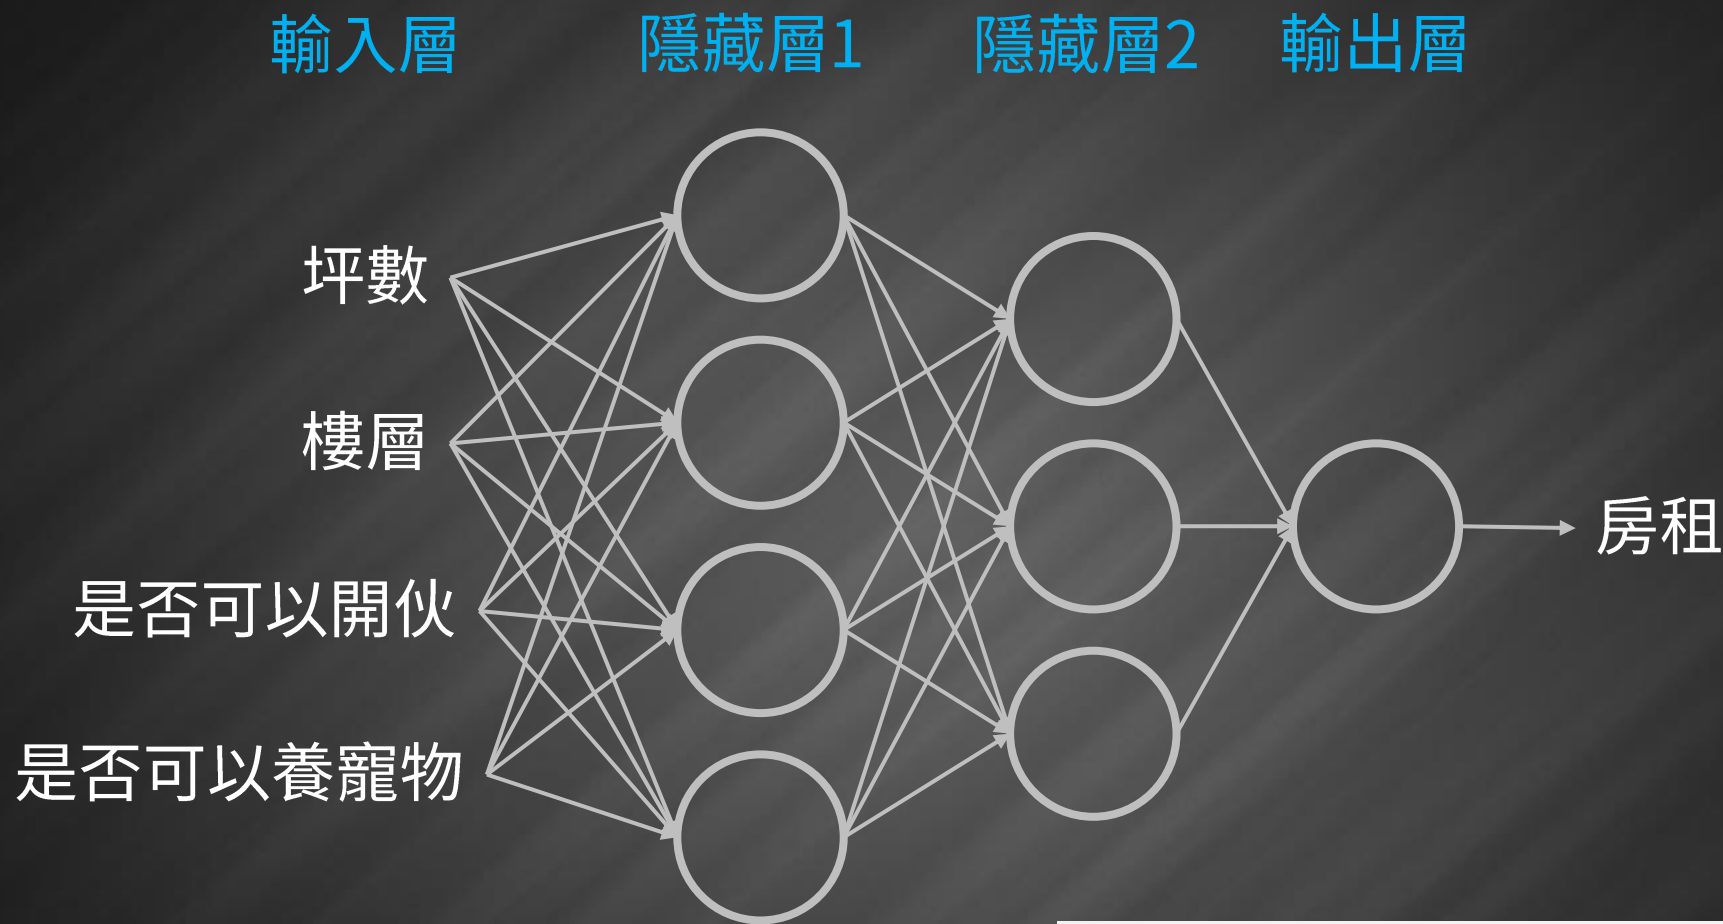 輸入層 隱藏層1 隱藏層2 輸出層
坪數
樓層
房租
是否可以開伙
是否可以養寵物